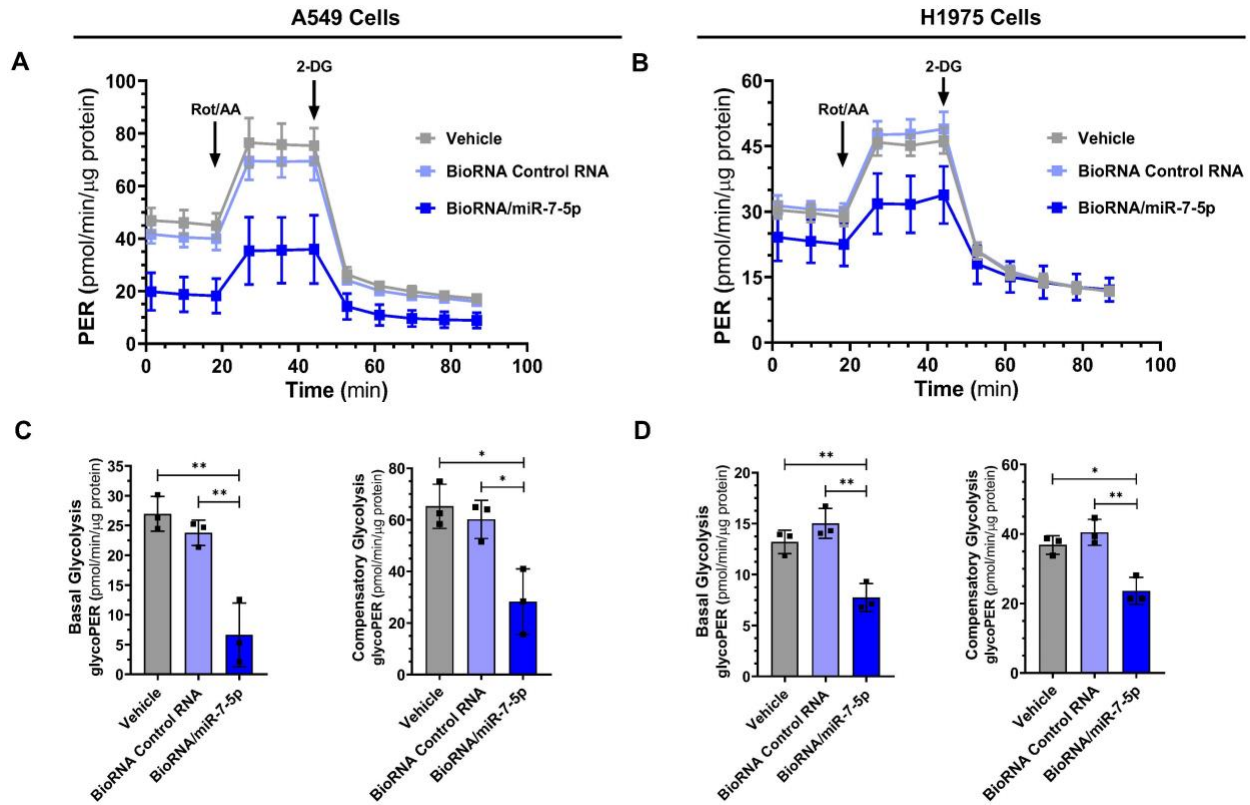 A549 Cells
H1975 Cells
A
PER (pmol/min/µg protein)
100
80
60
40
20
0
0
20
40
60
80
100
Time (min)
Rot/AA
2-DG
Vehicle
BioRNA Control RNA
BioRNA/miR-7-5p
B
PER (pmol/min/µg protein)
60
45
30
15
0
0
20
40
60
80
100
Time (min)
Rot/AA
2-DG
Vehicle
BioRNA Control RNA
BioRNA/miR-7-5p
C
Basal Glycolysis
glycoPER (pmol/min/µg protein)
35
30
25
20
15
10
5
0
**
**
Vehicle
BioRNA Control RNA
BioRNA/miR-7-5p
Compensatory Glycolysis
glycoPER (pmol/min/µg protein)
80
60
40
20
0
*
*
Vehicle
BioRNA Control RNA
BioRNA/miR-7-5p
D
Basal Glycolysis
glycoPER (pmol/min/µg protein)
20
15
10
5
0
**
**
Vehicle
BioRNA Control RNA
BioRNA/miR-7-5p
Compensatory Glycolysis
glycoPER (pmol/min/µg protein)
60
40
20
0
*
**
Vehicle
BioRNA Control RNA
BioRNA/miR-7-5p